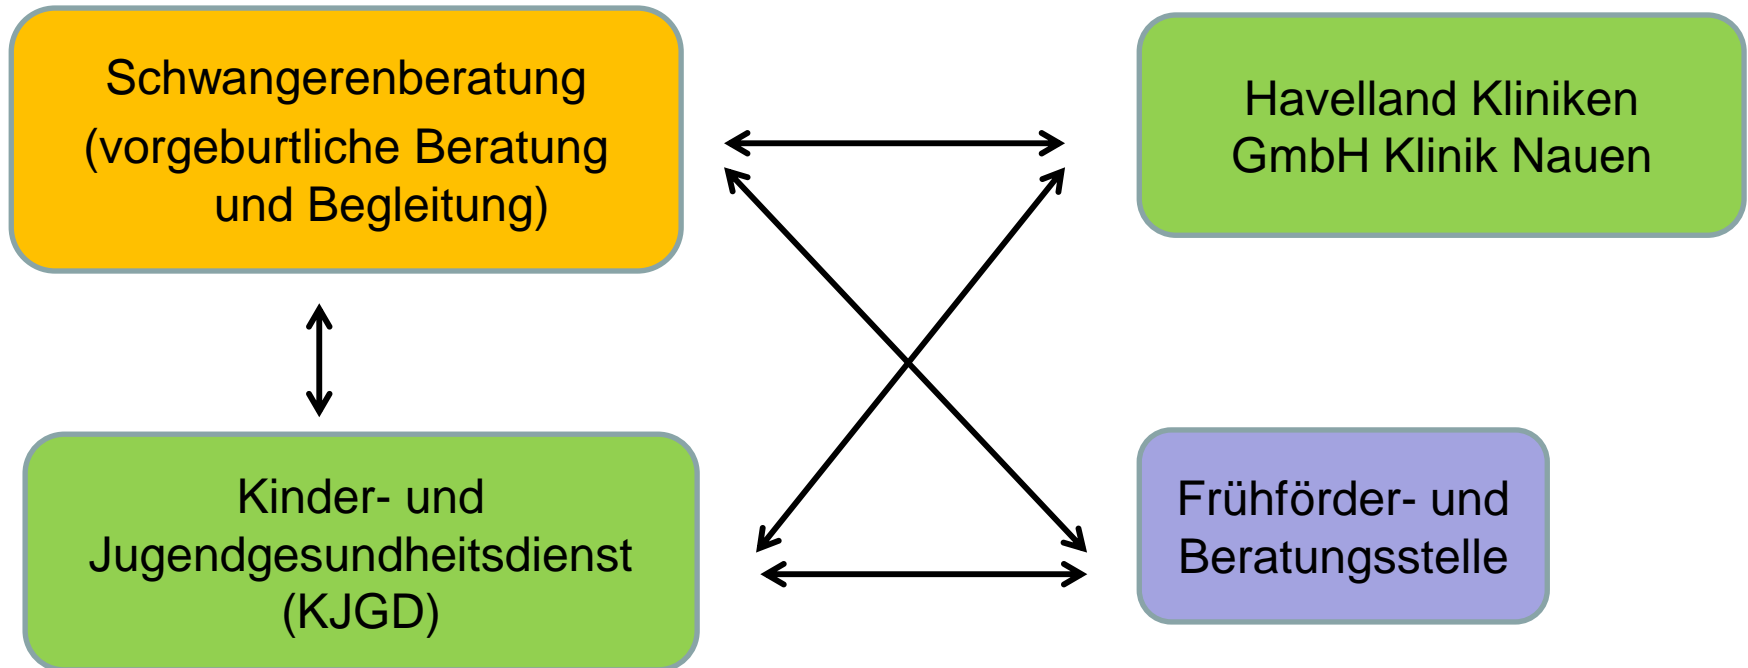 Schwangerenberatung
(vorgeburtliche Beratung
und Begleitung)
Havelland Kliniken
GmbH Klinik Nauen
Kinder- und
Jugendgesundheitsdienst
(KJGD)
Frühförder- und
Beratungsstelle